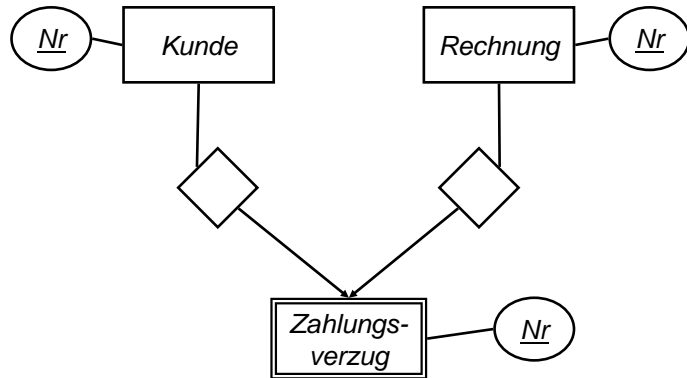 Nr
Kunde
Rechnung
Nr
Zahlungs-
verzug
Nr